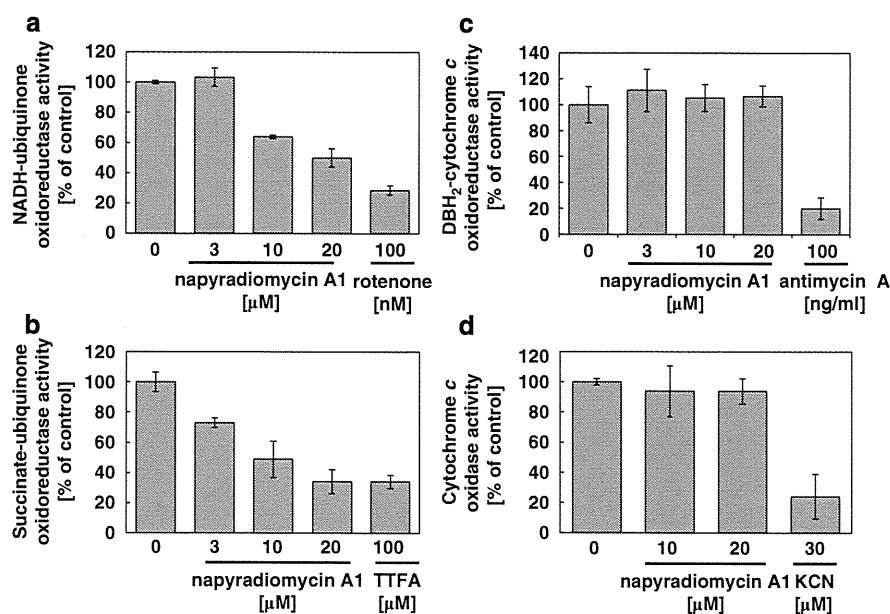 a
NADH-ubiquinone
oxidoreductase activity
[% of control]
120
100
80
60
40
20
0
0 3 10 20 100
napyradiomycin A1 rotenone
[μM] [nM]
b
Succinate-ubiquinone
oxidoreductase activity
[% of control]
120
100
80
60
40
20
0
0 3 10 20 100
napyradiomycin A1 TTFA
[μM] [μM]
c
DBH2-cytochrome c
oxidoreductase activity
[% of control]
140
120
100
80
60
40
20
0
0 3 10 20 100
napyradiomycin A1 antimycin A
[μM] [ng/ml]
d
Cytochrome c
oxidase activity
[% of control]
120
100
80
60
40
20
0
0 10 20 30
napyradiomycin A1 KCN
[μM] [μM]